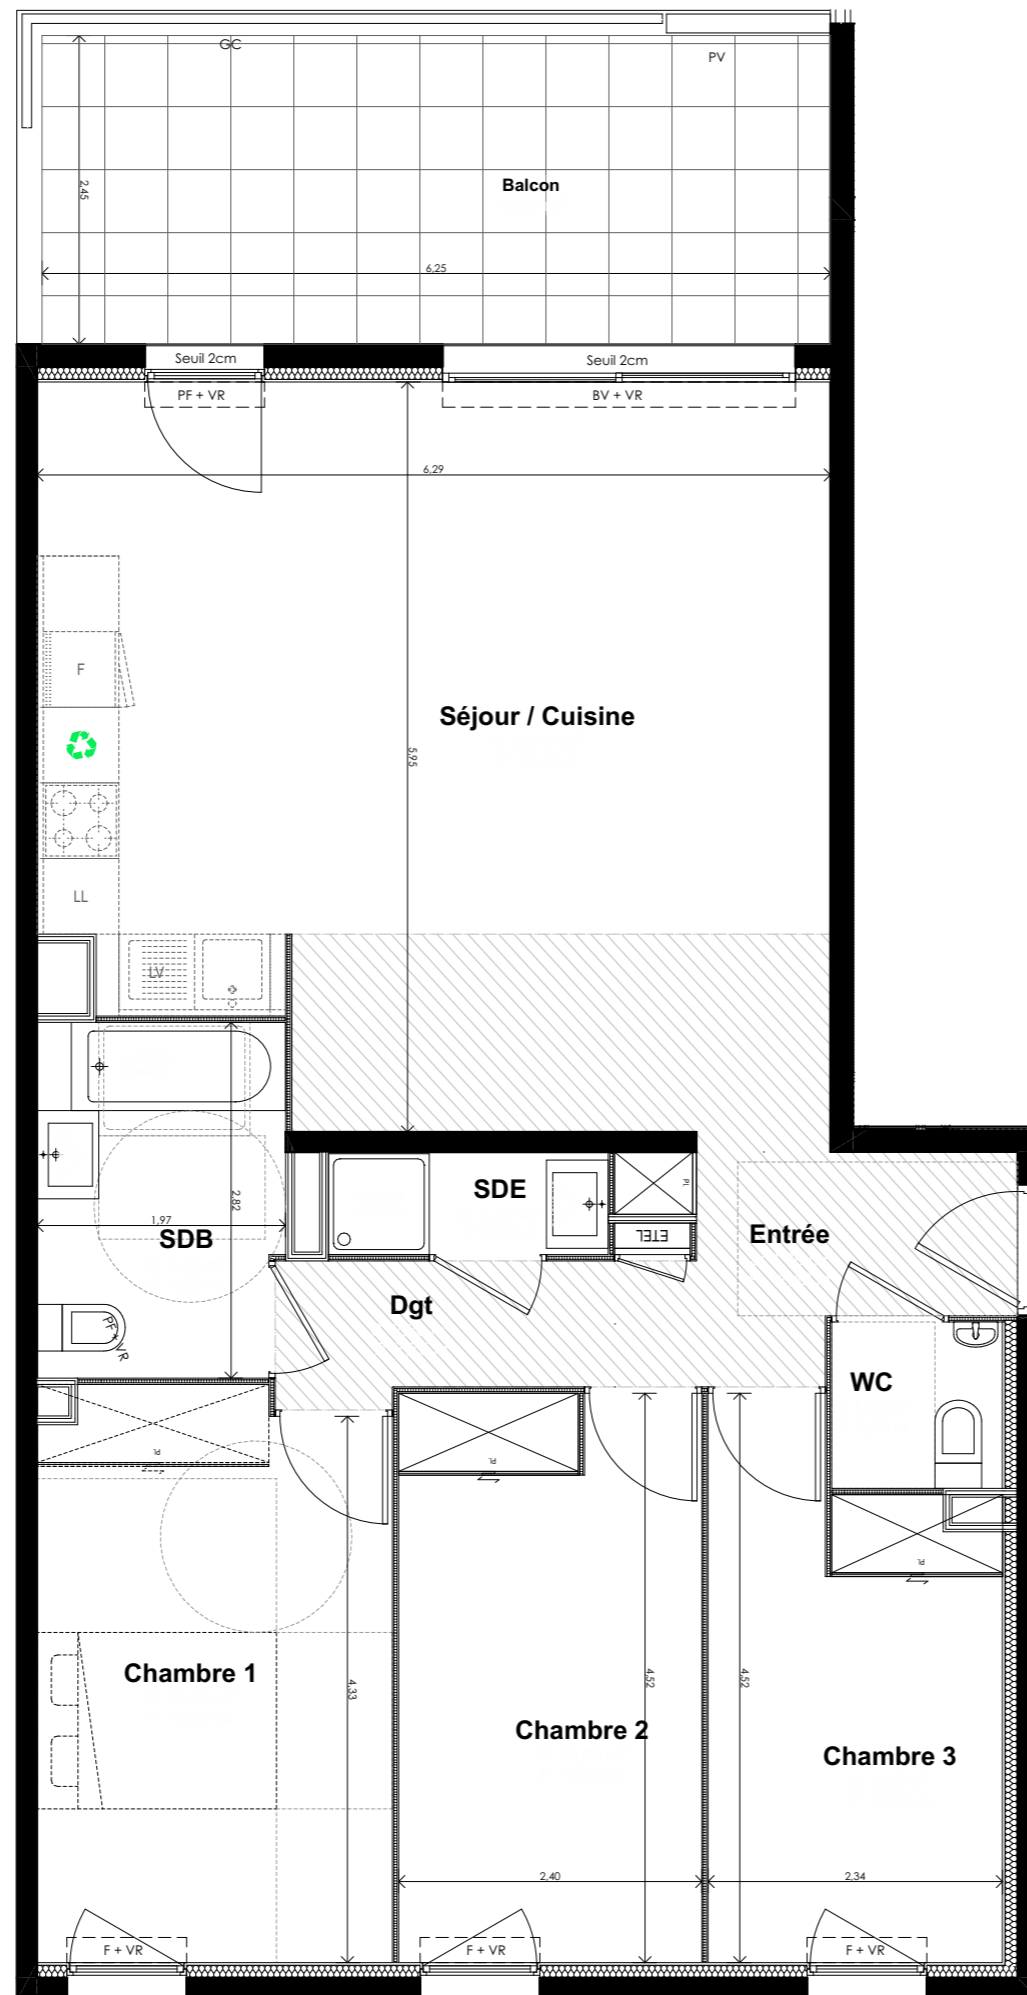 GC
PV
2,45
Balcon
6,25
Seuil 2cm
Seuil 2cm
PF + VR
BV + VR
6,29
F
Séjour / Cuisine
5,95
LL
LV
SDE
PL
2,82
1,97
SDB
ETEL
Entrée
Dgt
PF + VR
WC
PL
PL
PL
Chambre 1
4,33
4,52
4,52
Chambre 2
Chambre 3
2,40
2,34
F + VR
F + VR
F + VR